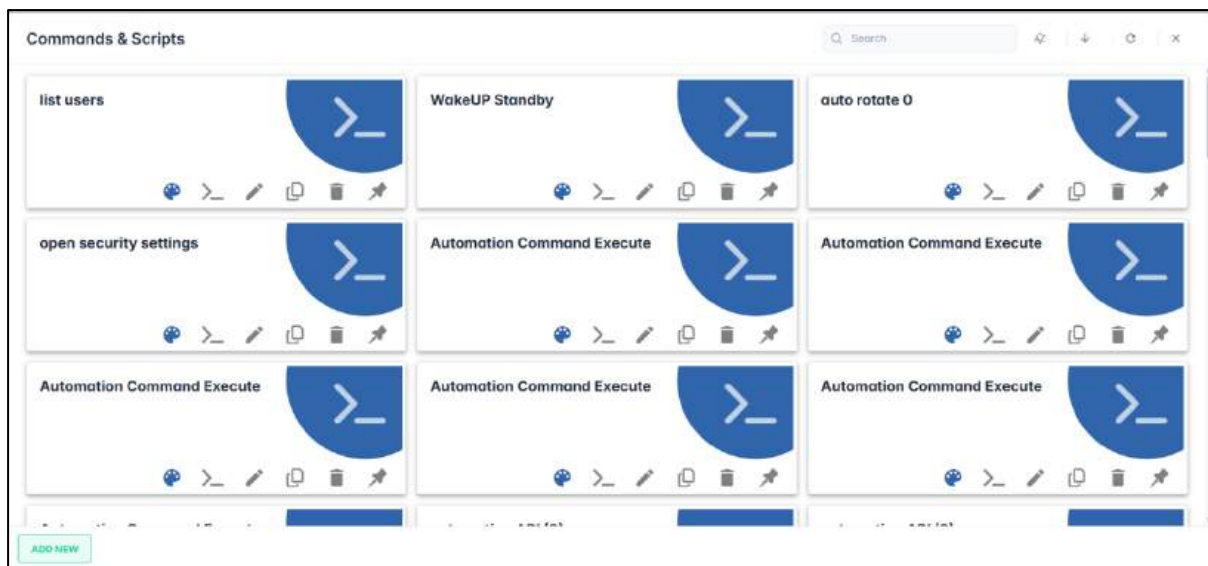 Commands & Scripts
Search
list users
WakeUP Standby
auto rotate 0
open security settings
Automation Command Execute
Automation Command Execute
Automation Command Execute
Automation Command Execute
Automation Command Execute
ADD NEW